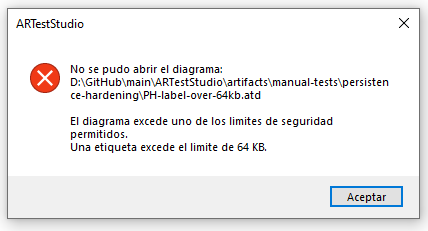 ARTestStudio
No se pudo abrir el diagrama:
D:\GitHub\main\ARTestStudio\artifacts\manual-tests\persisten
ce-hardening\PH-label-over-64kb.atd
El diagrama excede uno de los limites de seguridad
permitidos.
Una etiqueta excede el limite de 64 KB.
Aceptar